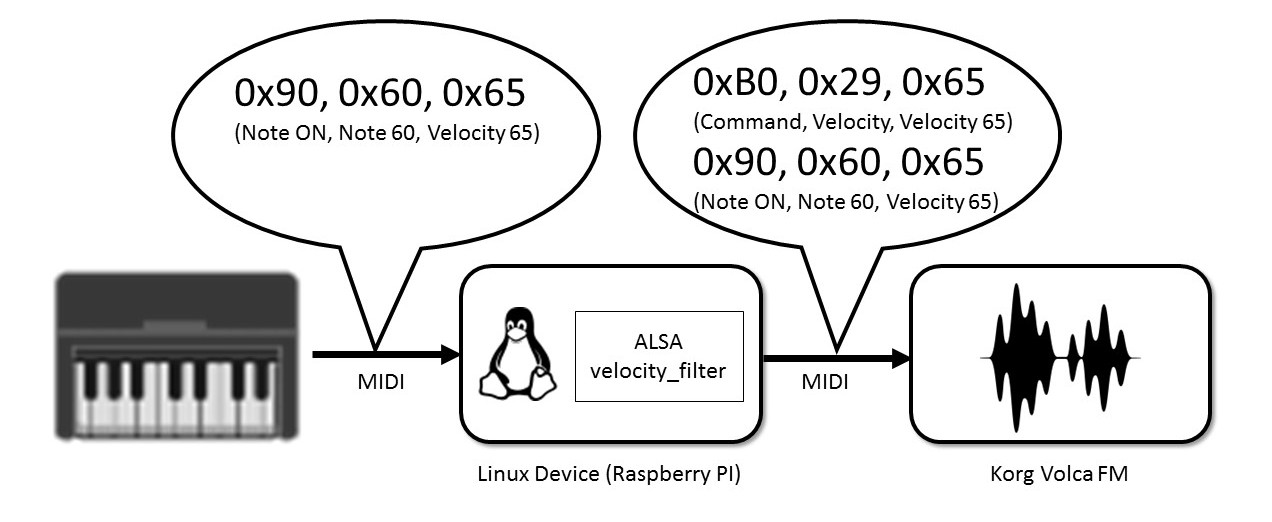 0x90, 0x60, 0x65
(Note ON, Note 60, Velocity 65)
0xB0, 0x29, 0x65
(Command, Velocity, Velocity 65)
0x90, 0x60, 0x65
(Note ON, Note 60, Velocity 65)
MIDI
ALSA
velocity_filter
MIDI
Linux Device (Raspberry PI)
Korg Volca FM